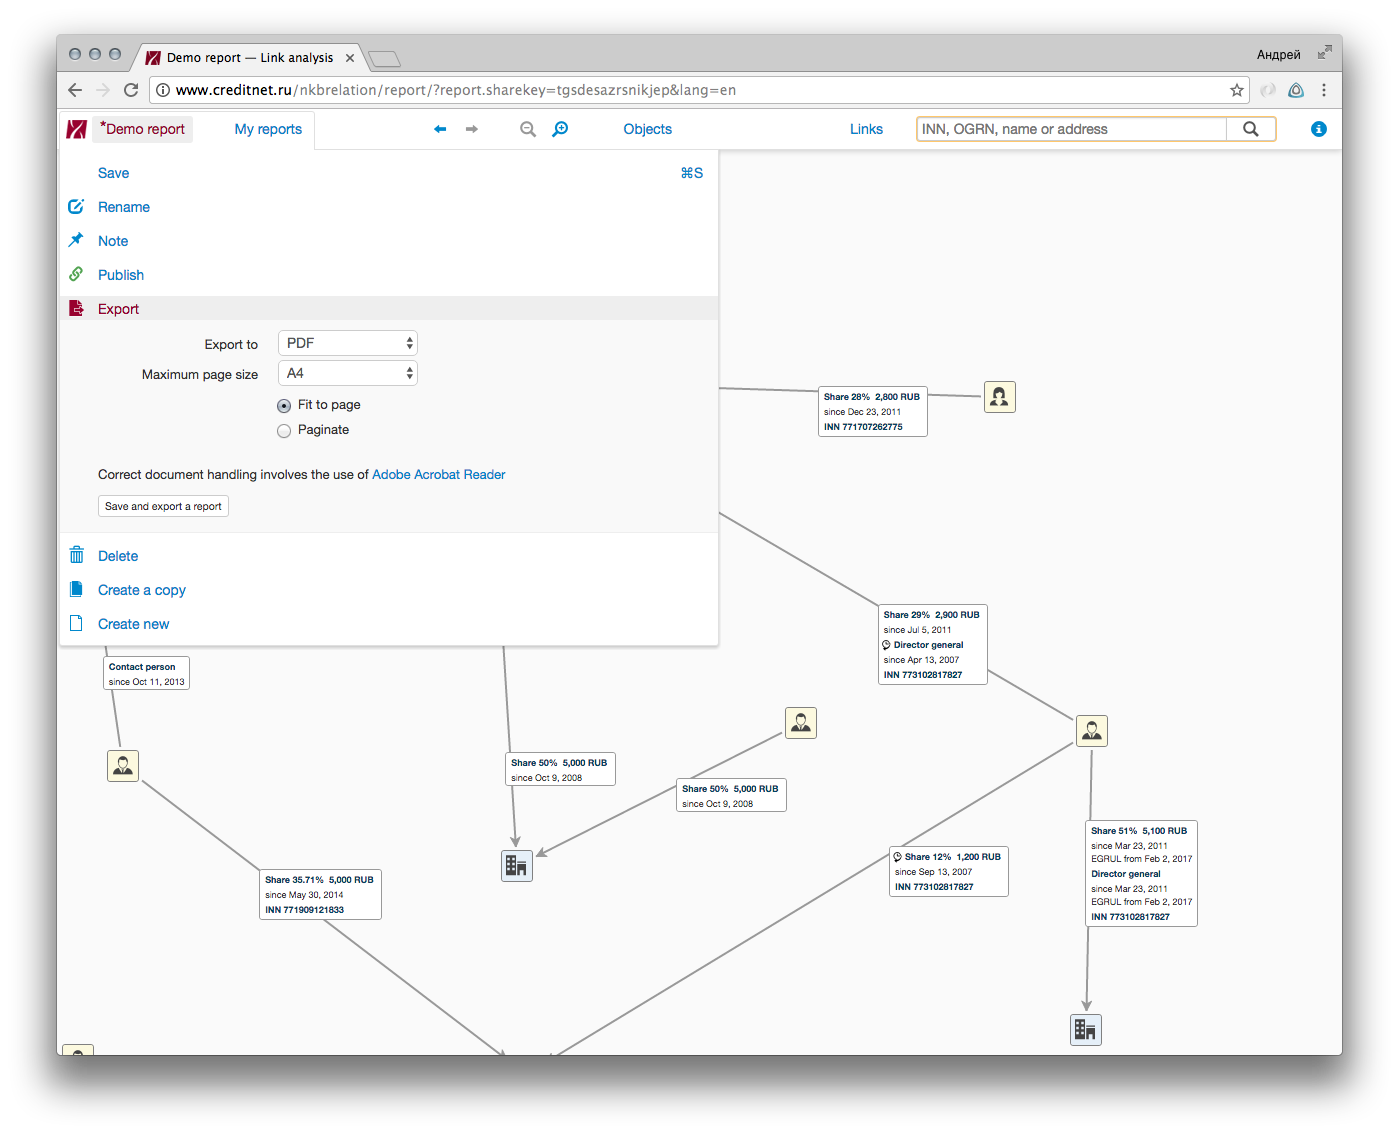 Demo report — Link analysis
Андрей
www.creditnet.ru/nkbrelation/report/?report.sharekey=tgsdesazrsnikjep&lang=en
*Demo report
My reports
Objects
Links
INN, OGRN, name or address
Save
⌘S
Rename
Note
Publish
Export
Export to
PDF
Maximum page size
A4
Fit to page
Paginate
Correct document handling involves the use of Adobe Acrobat Reader
Save and export a report
Delete
Create a copy
Create new
Share 28% 2,800 RUB
since Dec 23, 2011
INN 771707262775
Share 29% 2,900 RUB
since Jul 5, 2011
Director general
since Apr 13, 2007
INN 773102817827
Contact person
since Oct 11, 2013
Share 50% 5,000 RUB
since Oct 9, 2008
Share 50% 5,000 RUB
since Oct 9, 2008
Share 35.71% 5,000 RUB
since May 30, 2014
INN 771909121833
Share 12% 1,200 RUB
since Sep 13, 2007
INN 773102817827
Share 51% 5,100 RUB
since Mar 23, 2011
EGRUL from Feb 2, 2017
Director general
since Mar 23, 2011
EGRUL from Feb 2, 2017
INN 773102817827